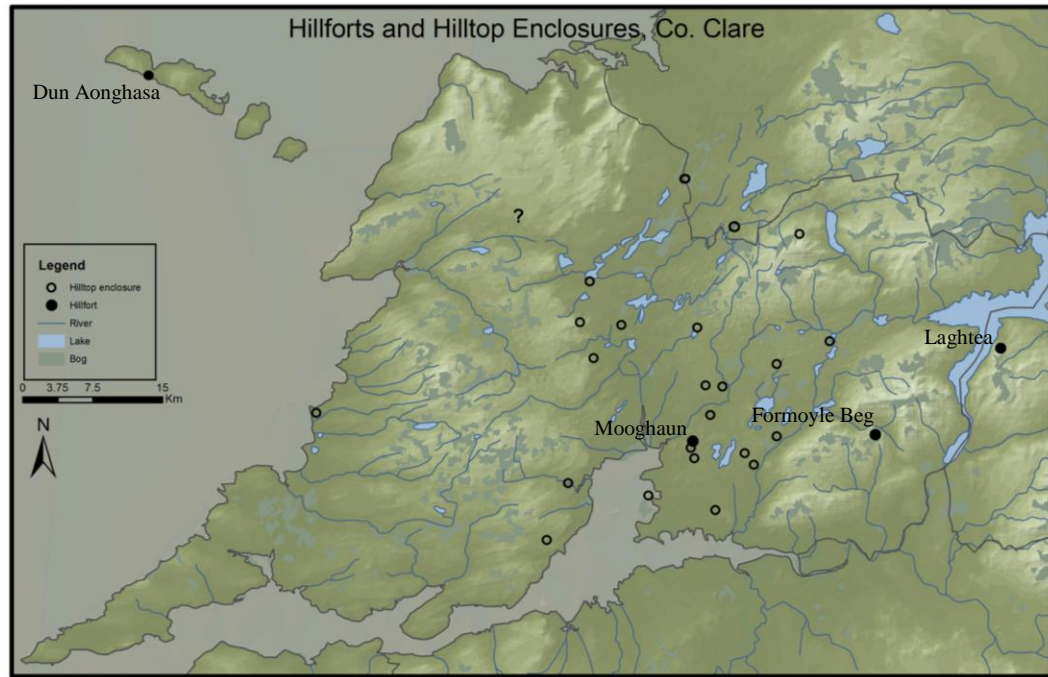 Hillforts and Hilltop Enclosures, Co. Clare
Dun Aonghasa
?
Legend
Hilltop enclosure
Hillfort
River
Lake
Bog
0 3.75 7.5 15
Km
N
Laghtea
Mooghaun
Formoyle Beg